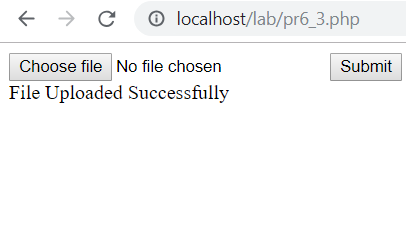 localhost/lab/pr6_3.php
Choose file No file chosen Submit
File Uploaded Successfully